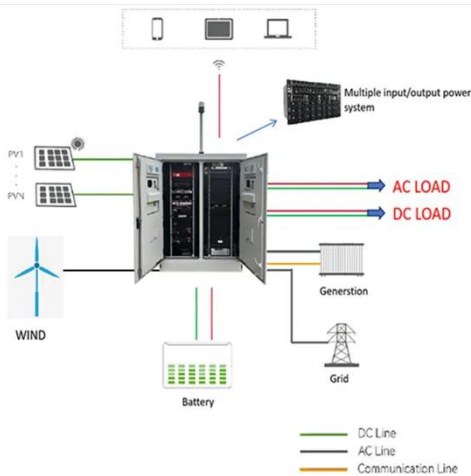 Multiple input/output power
system
PV1
PVN
AC LOAD
DC LOAD
WIND
Generstion
Grid
Battery
DC Line
AC Line
Communication Line